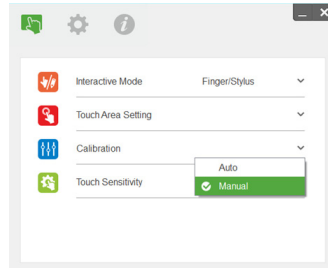 Interactive Mode Finger/Stylus
Touch Area Setting
Calibration
Auto
Touch Sensitivity
Manual